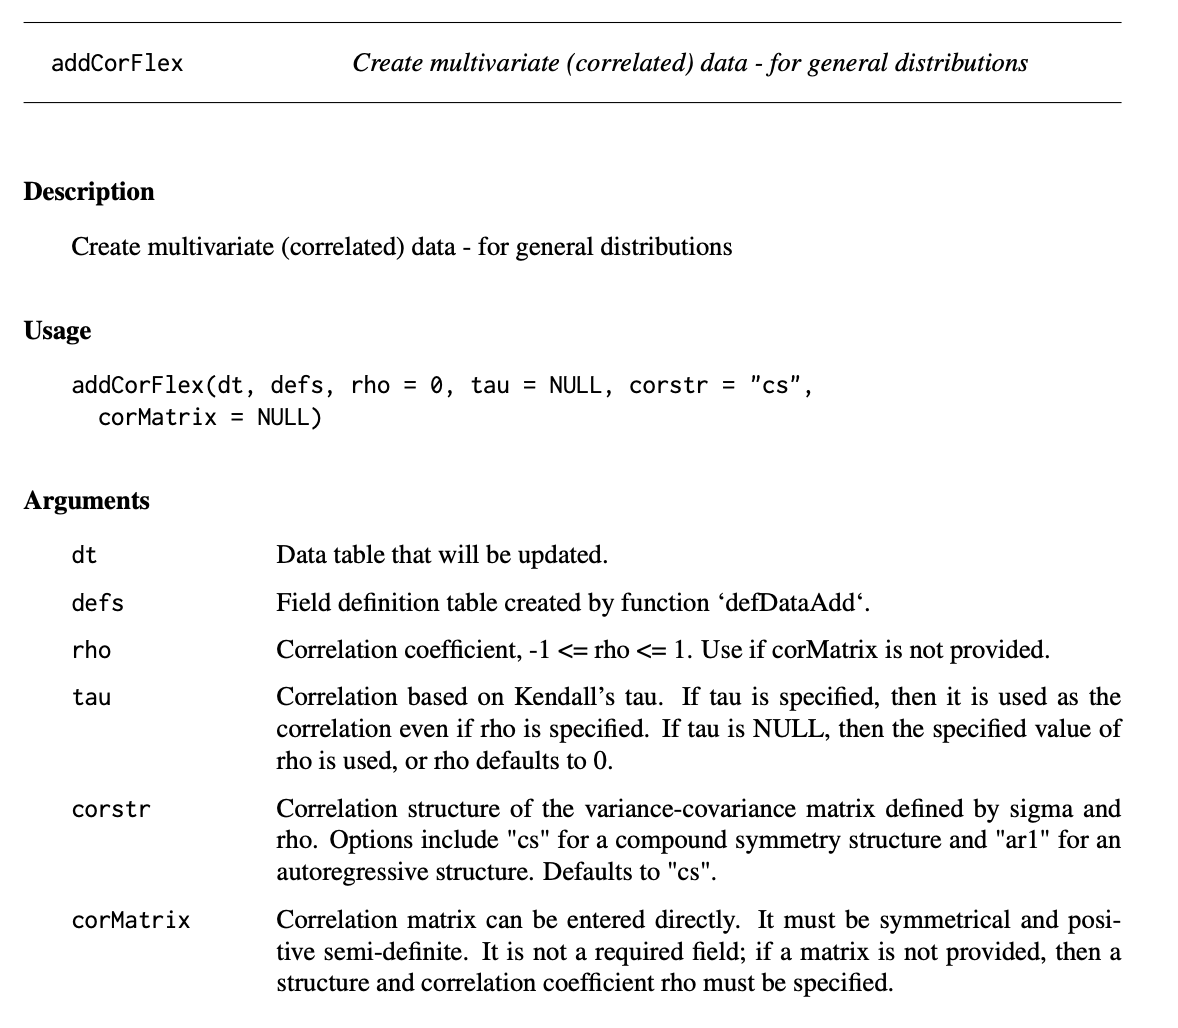 addCorFlex Create multivariate (correlated) data - for general distributions
Description
Create multivariate (correlated) data - for general distributions
Usage
addCorFlex(dt, defs, rho = 0, tau = NULL, corstr = "cs",
corMatrix = NULL)
Arguments
dt Data table that will be updated.
defs Field definition table created by function ‘defDataAdd‘.
rho Correlation coefficient, -1 <= rho <= 1. Use if corMatrix is not provided.
tau Correlation based on Kendall’s tau. If tau is specified, then it is used as the
correlation even if rho is specified. If tau is NULL, then the specified value of
rho is used, or rho defaults to 0.
corstr Correlation structure of the variance-covariance matrix defined by sigma and
rho. Options include "cs" for a compound symmetry structure and "ar1" for an
autoregressive structure. Defaults to "cs".
corMatrix Correlation matrix can be entered directly. It must be symmetrical and posi-
tive semi-definite. It is not a required field; if a matrix is not provided, then a
structure and correlation coefficient rho must be specified.